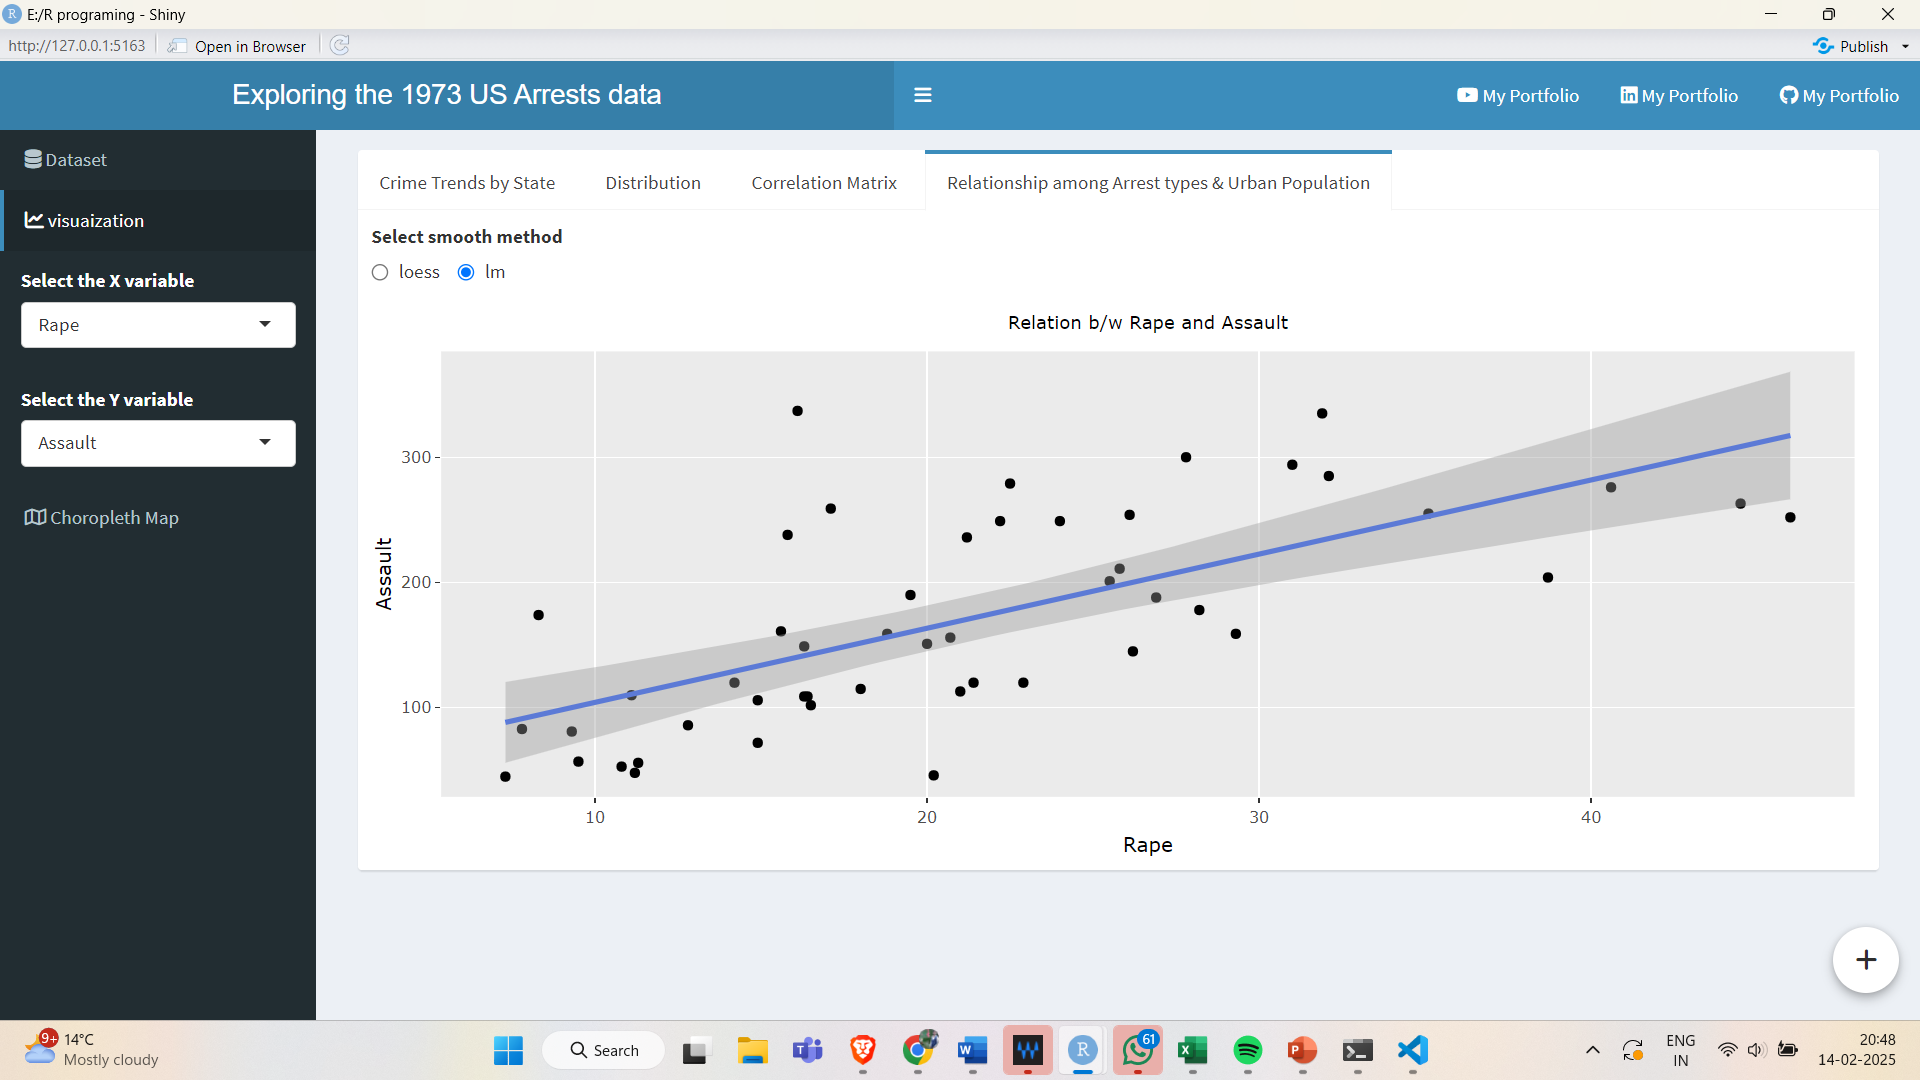 E:/R programing - Shiny
http://127.0.0.1:5163 Open in Browser Publish
Exploring the 1973 US Arrests data
My Portfolio My Portfolio My Portfolio
Dataset
visuaization
Select the X variable
Rape
Select the Y variable
Assault
Choropleth Map
Crime Trends by State Distribution Correlation Matrix Relationship among Arrest types & Urban Population
Select smooth method
loess lm
Relation b/w Rape and Assault
300
200
100
Assault
10 20 30 40
Rape
+
9+ 14°C
Mostly cloudy
Search
61
ENG
IN
20:48
14-02-2025